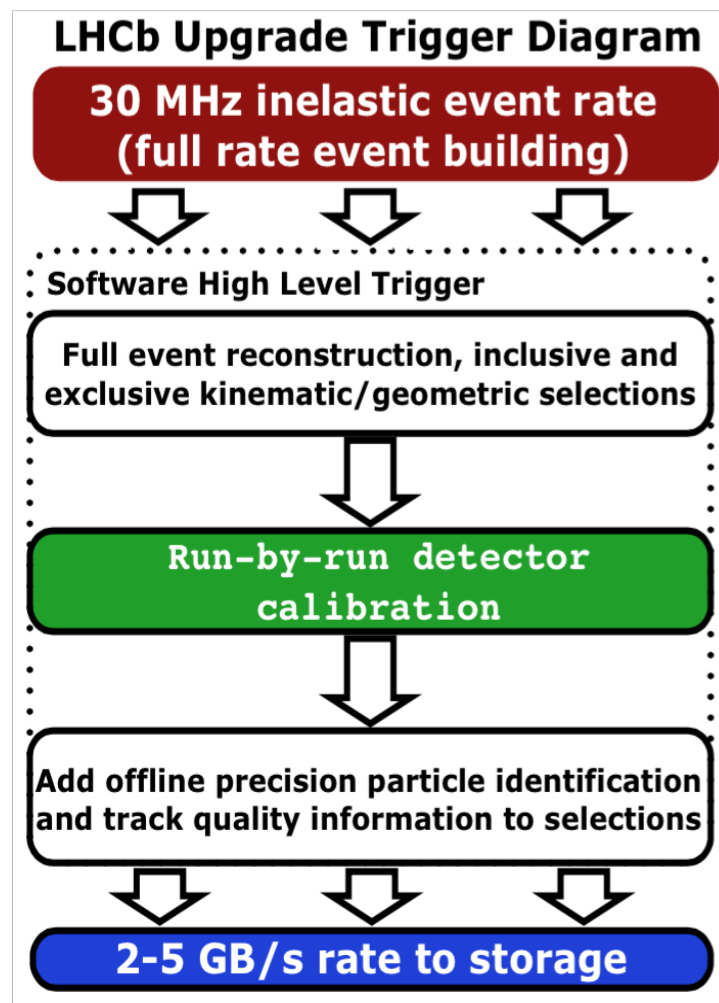 LHCb Upgrade Trigger Diagram
30 MHz inelastic event rate
(full rate event building)
Software High Level Trigger
Full event reconstruction, inclusive and
exclusive kinematic/geometric selections
Run-by-run detector
calibration
Add offline precision particle identification
and track quality information to selections
2-5 GB/s rate to storage